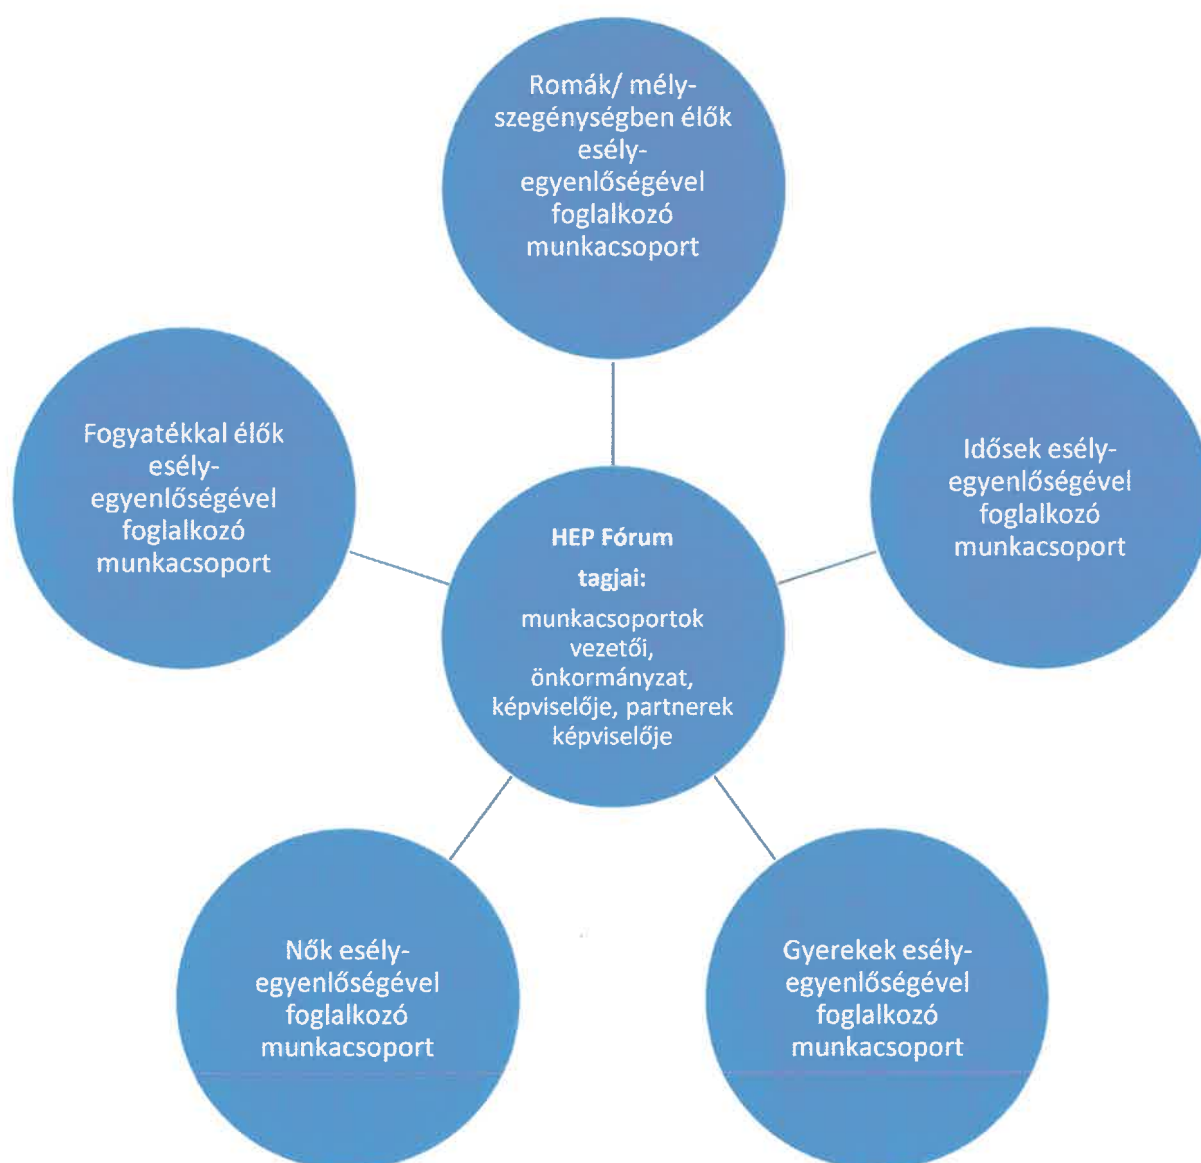 Romák/ mély-
szegénységben élők
esély-
egyenlőségével
foglalkozó
munkacsoport
Fogyatékkal élők
esély-
egyenlőségével
foglalkozó
munkacsoport
Idősek esély-
egyenlőségével
foglalkozó
munkacsoport
HEP Fórum
tagjai:
munkacsoportok
vezetői,
önkormányzat,
képviselője, partnerek
képviselője
Nők esély-
egyenlőségével
foglalkozó
munkacsoport
Gyerekek esély-
egyenlőségével
foglalkozó
munkacsoport